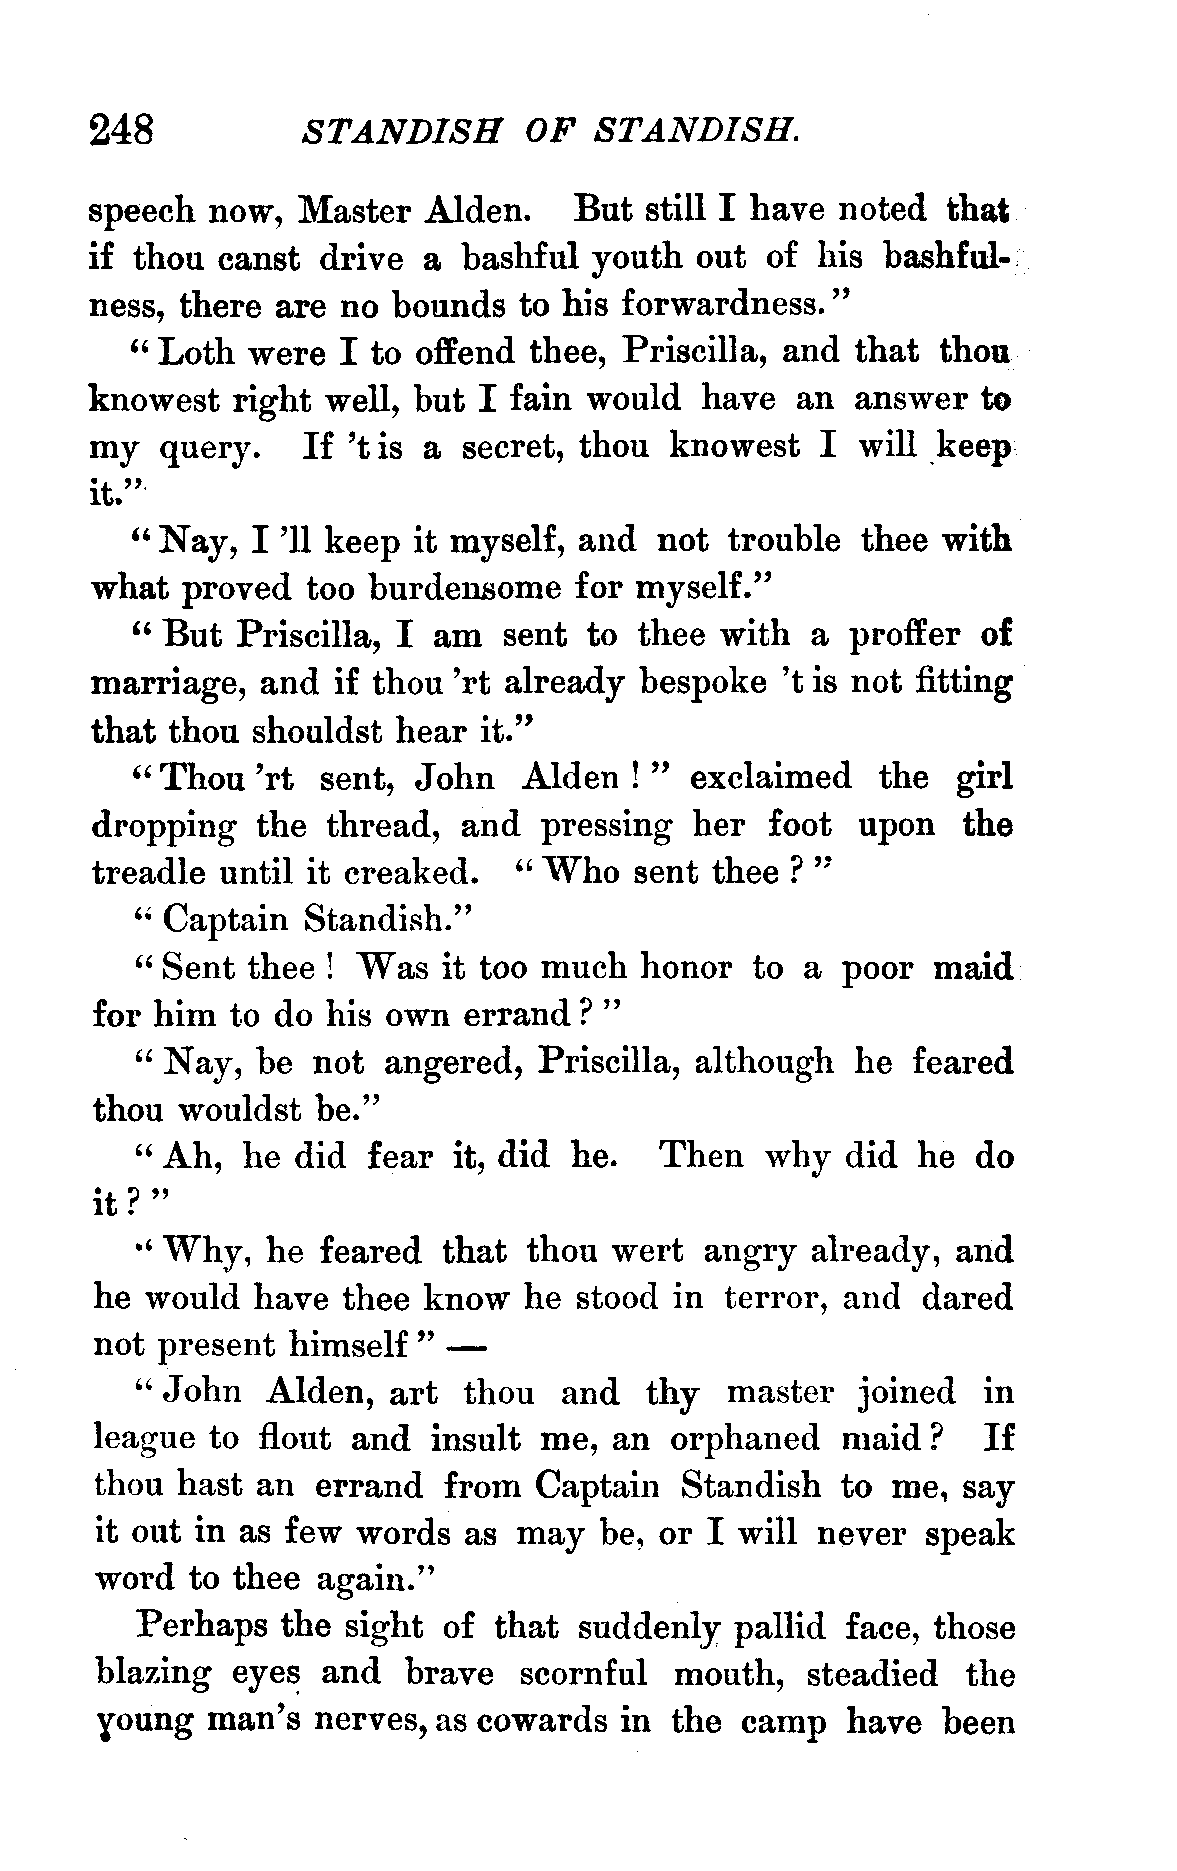 248 STANDISH OF STANDISH.
speech now, Master Alden. But still I have noted that
if thou canst drive a bashful youth out of his bashful-
ness, there are no bounds to his forwardness."
"Loth were I to offend thee, Priscilla, and that thou
knowest right well, but I fain would have an answer to
my query. If 't is a secret, thou knowest I will keep
it."
"Nay, I 'll keep it myself, and not trouble thee with
what proved too burdensome for myself."
"But Priscilla, I am sent to thee with a proffer of
marriage, and if thou 'rt already bespoke 't is not fitting
that thou shouldst hear it."
"Thou 'rt sent, John Alden!" exclaimed the girl
dropping the thread, and pressing her foot upon the
treadle until it creaked. "Who sent thee?"
"Captain Standish."
"Sent thee! Was it too much honor to a poor maid
for him to do his own errand?"
"Nay, be not angered, Priscilla, although he feared
thou wouldst be."
"Ah, he did fear it, did he. Then why did he do
it?"
"Why, he feared that thou wert angry already, and
he would have thee know he stood in terror, and dared
not present himself" —
"John Alden, art thou and thy master joined in
league to flout and insult me, an orphaned maid? If
thou hast an errand from Captain Standish to me, say
it out in as few words as may be, or I will never speak
word to thee again."
Perhaps the sight of that suddenly pallid face, those
blazing eyes and brave scornful mouth, steadied the
young man's nerves, as cowards in the camp have been